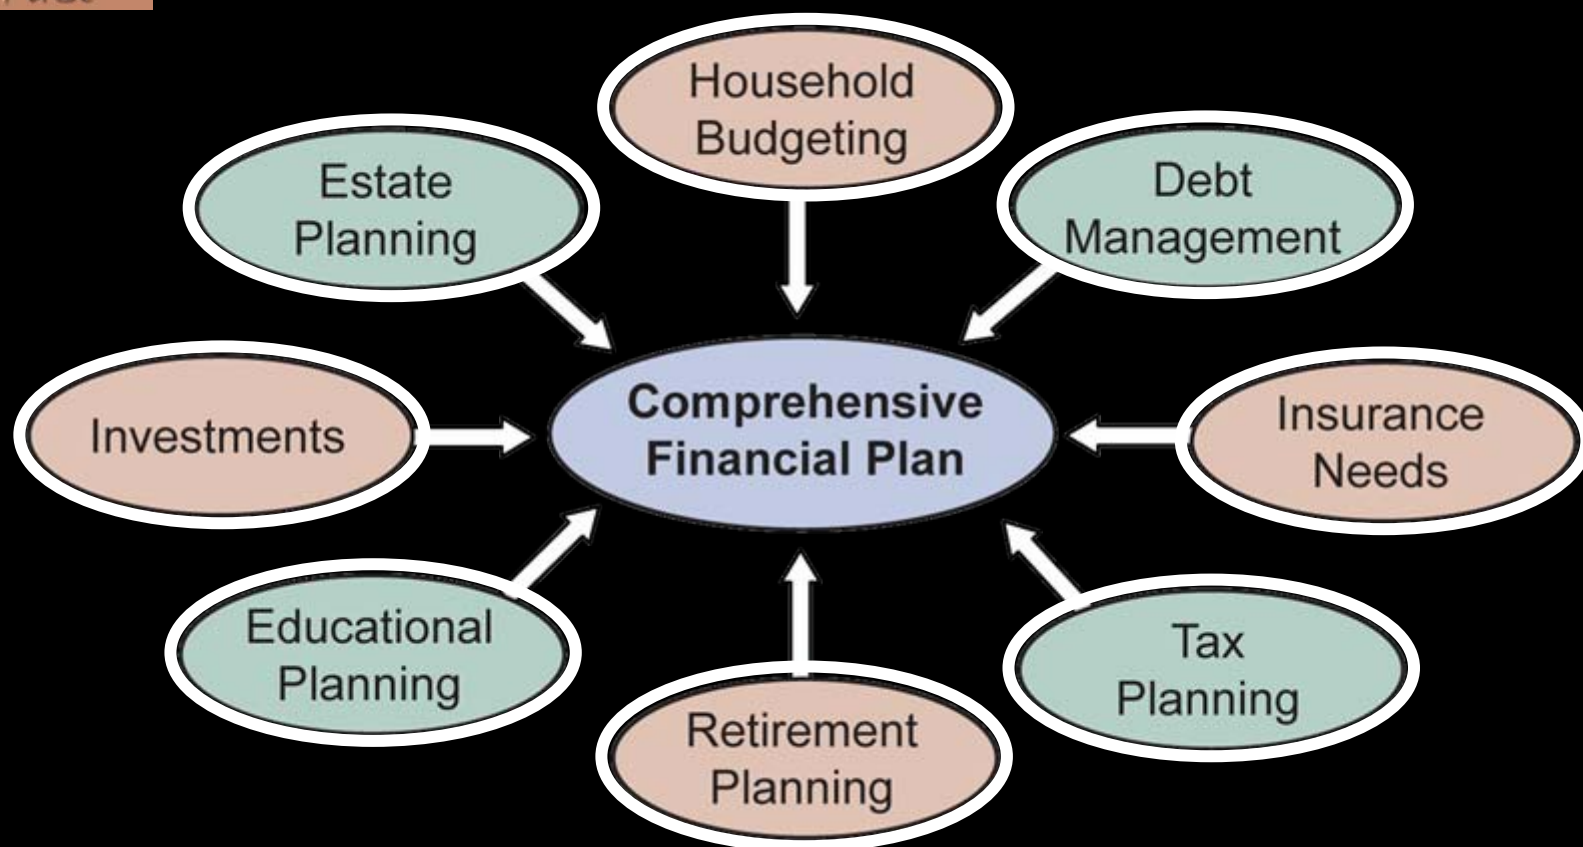 Household
Budgeting
Estate
Planning
Debt
Management
Comprehensive
Financial Plan
Investments
Insurance
Needs
Educational
Planning
Tax
Planning
Retirement
Planning